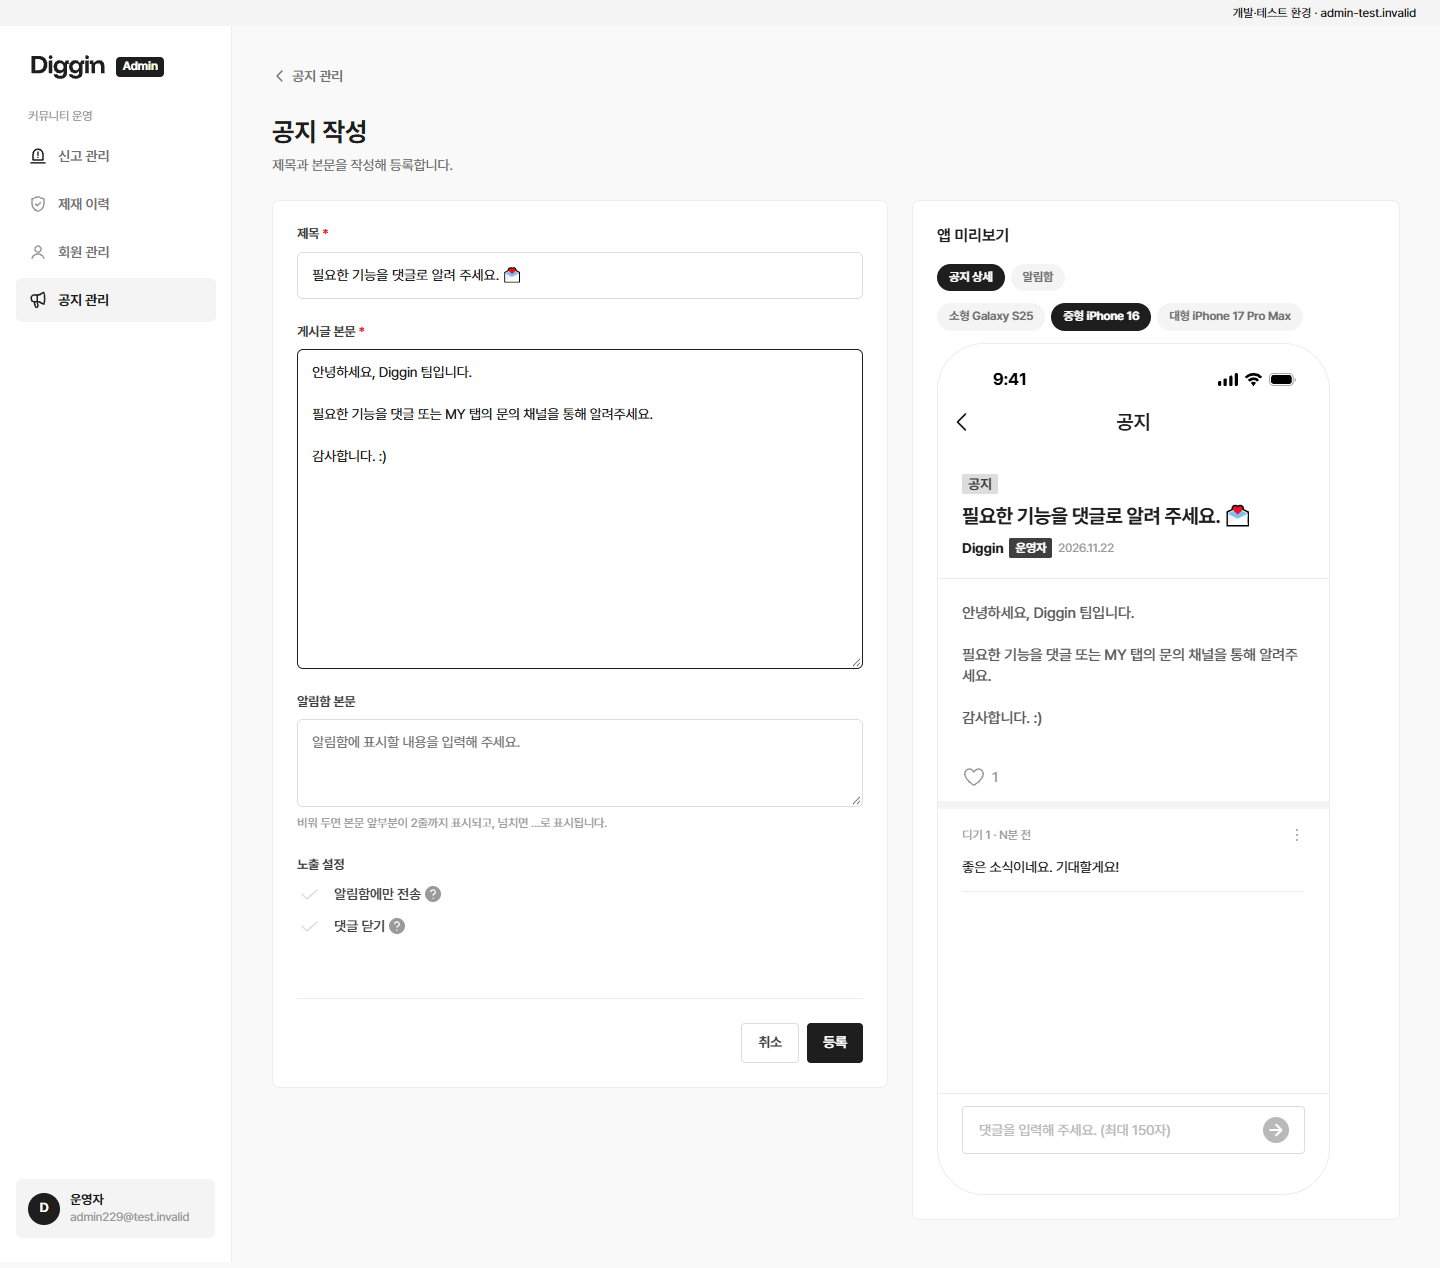 개발·테스트 환경 · admin-test.invalid
Diggin Admin
커뮤니티 운영
신고 관리
제재 이력
회원 관리
공지 관리
D
운영자
admin229@test.invalid
공지 관리
공지 작성
제목과 본문을 작성해 등록합니다.
제목 *
필요한 기능을 댓글로 알려 주세요. 💌
게시글 본문 *
안녕하세요, Diggin 팀입니다.
필요한 기능을 댓글 또는 MY 탭의 문의 채널을 통해 알려주세요.
감사합니다. :)
알림함 본문
알림함에 표시할 내용을 입력해 주세요.
비워 두면 본문 앞부분이 2줄까지 표시되고, 넘치면 ...로 표시됩니다.
노출 설정
알림함에만 전송 ?
댓글 닫기 ?
취소 등록
앱 미리보기
공지 상세 알림함
소형 Galaxy S25 중형 iPhone 16 대형 iPhone 17 Pro Max
9:41
공지
공지
필요한 기능을 댓글로 알려 주세요. 💌
Diggin 운영자 2026.11.22
안녕하세요, Diggin 팀입니다.
필요한 기능을 댓글 또는 MY 탭의 문의 채널을 통해 알려주
세요.
감사합니다. :)
1
디기 1 · N분 전
좋은 소식이네요. 기대할게요!
댓글을 입력해 주세요. (최대 150자)